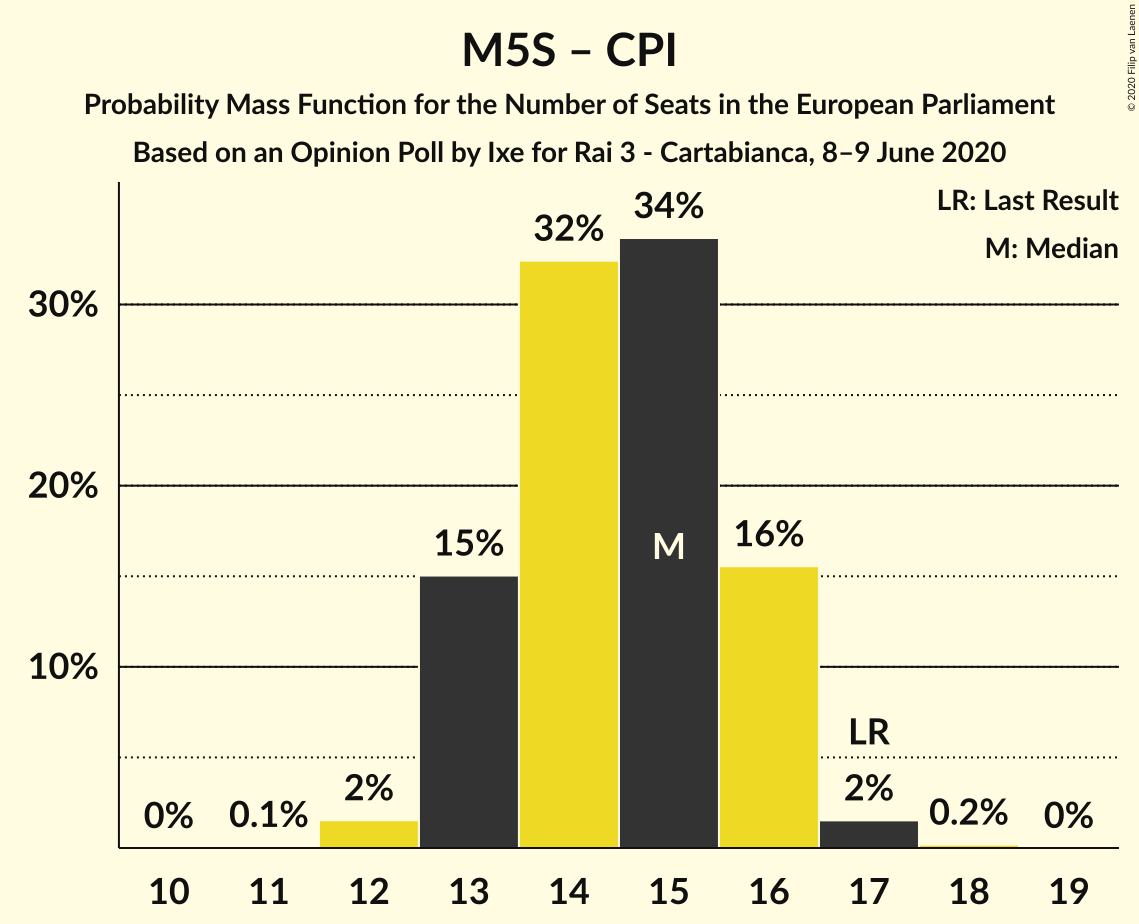 M5S – CPI
Probability Mass Function for the Number of Seats in the European Parliament
Based on an Opinion Poll by Ixe for Rai 3 - Cartabianca, 8–9 June 2020
© 2020 Filip van Laenen
LR: Last Result
M: Median
30%
20%
10%
0%
0.1%
2%
15%
32%
34%
M
16%
LR
2%
0.2%
0%
10 11 12 13 14 15 16 17 18 19